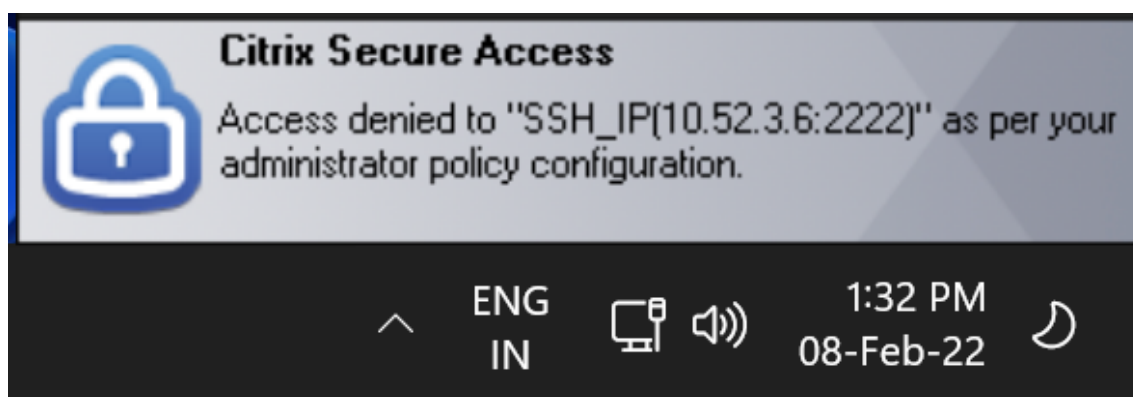 Citrix Secure Access
Access denied to "SSH_IP(10.52.3.6:2222)" as per your
administrator policy configuration.
ENG
1:32 PM
IN
08-Feb-22